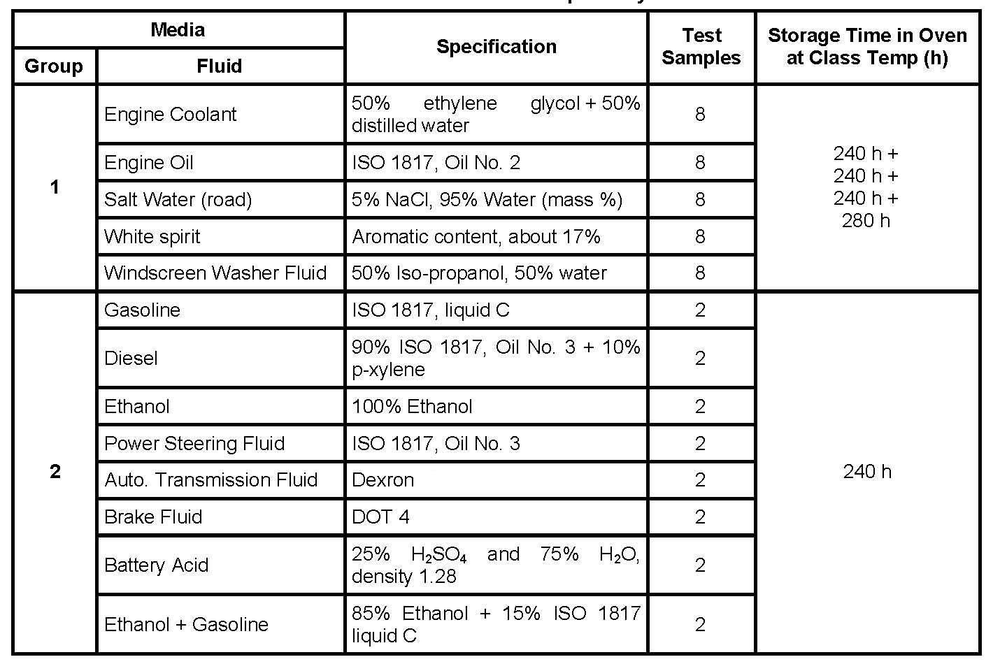 Media
Specification
Test
Samples
Storage Time in Oven
at Class Temp (h)
Group
Fluid
1
Engine Coolant
50% ethylene glycol + 50%
distilled water
8
240 h +
240 h +
240 h +
280 h
Engine Oil
ISO 1817, Oil No. 2
8
Salt Water (road)
5% NaCl, 95% Water (mass %)
8
White spirit
Aromatic content, about 17%
8
Windscreen Washer Fluid
50% Iso-propanol, 50% water
8
2
Gasoline
ISO 1817, liquid C
2
240 h
Diesel
90% ISO 1817, Oil No. 3 + 10%
p-xylene
2
Ethanol
100% Ethanol
2
Power Steering Fluid
ISO 1817, Oil No. 3
2
Auto. Transmission Fluid
Dexron
2
Brake Fluid
DOT 4
2
Battery Acid
25% H₂SO₄ and 75% H₂O,
density 1.28
2
Ethanol + Gasoline
85% Ethanol + 15% ISO 1817
liquid C
2